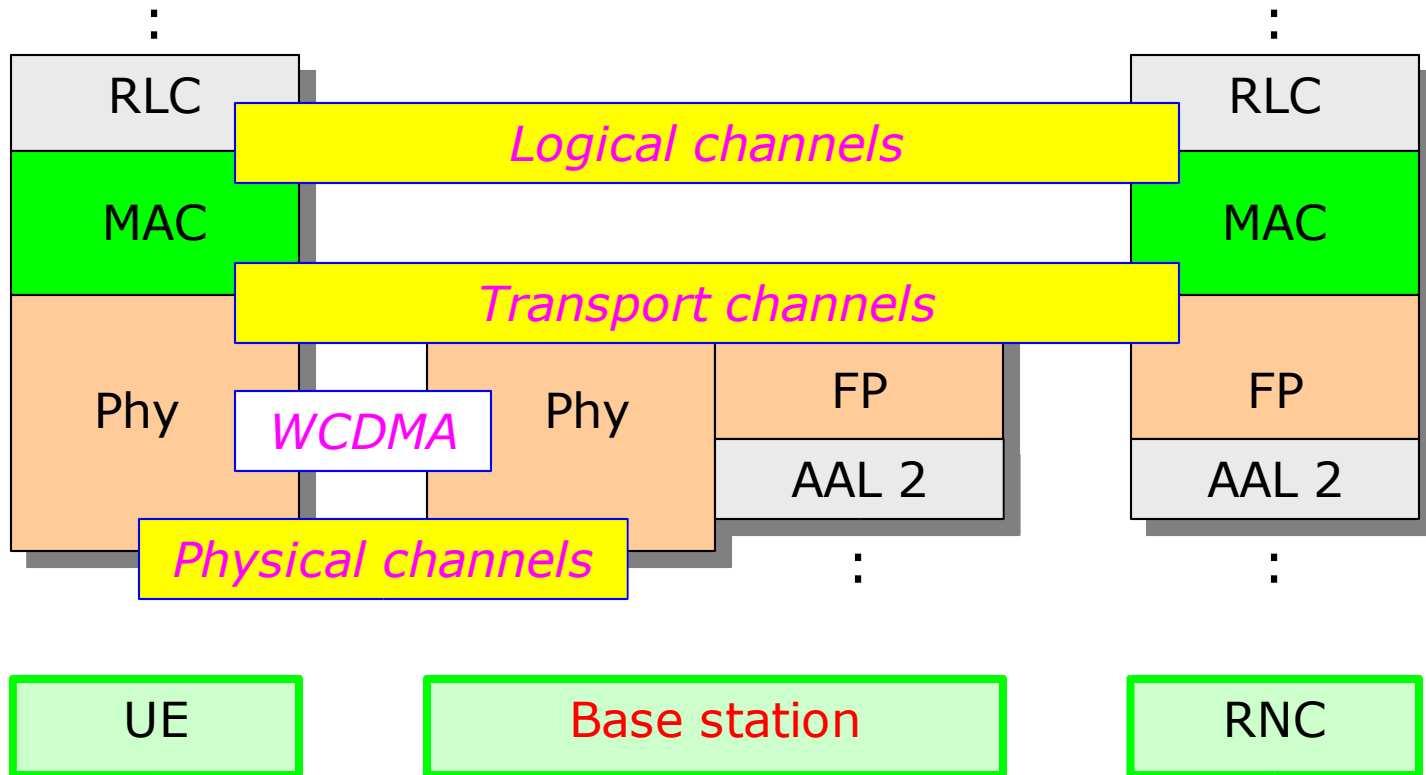 :
:
RLC
RLC
Logical channels
MAC
MAC
Transport channels
Phy
WCDMA
Phy
FP
FP
AAL 2
AAL 2
Physical channels
:
:
UE
Base station
RNC